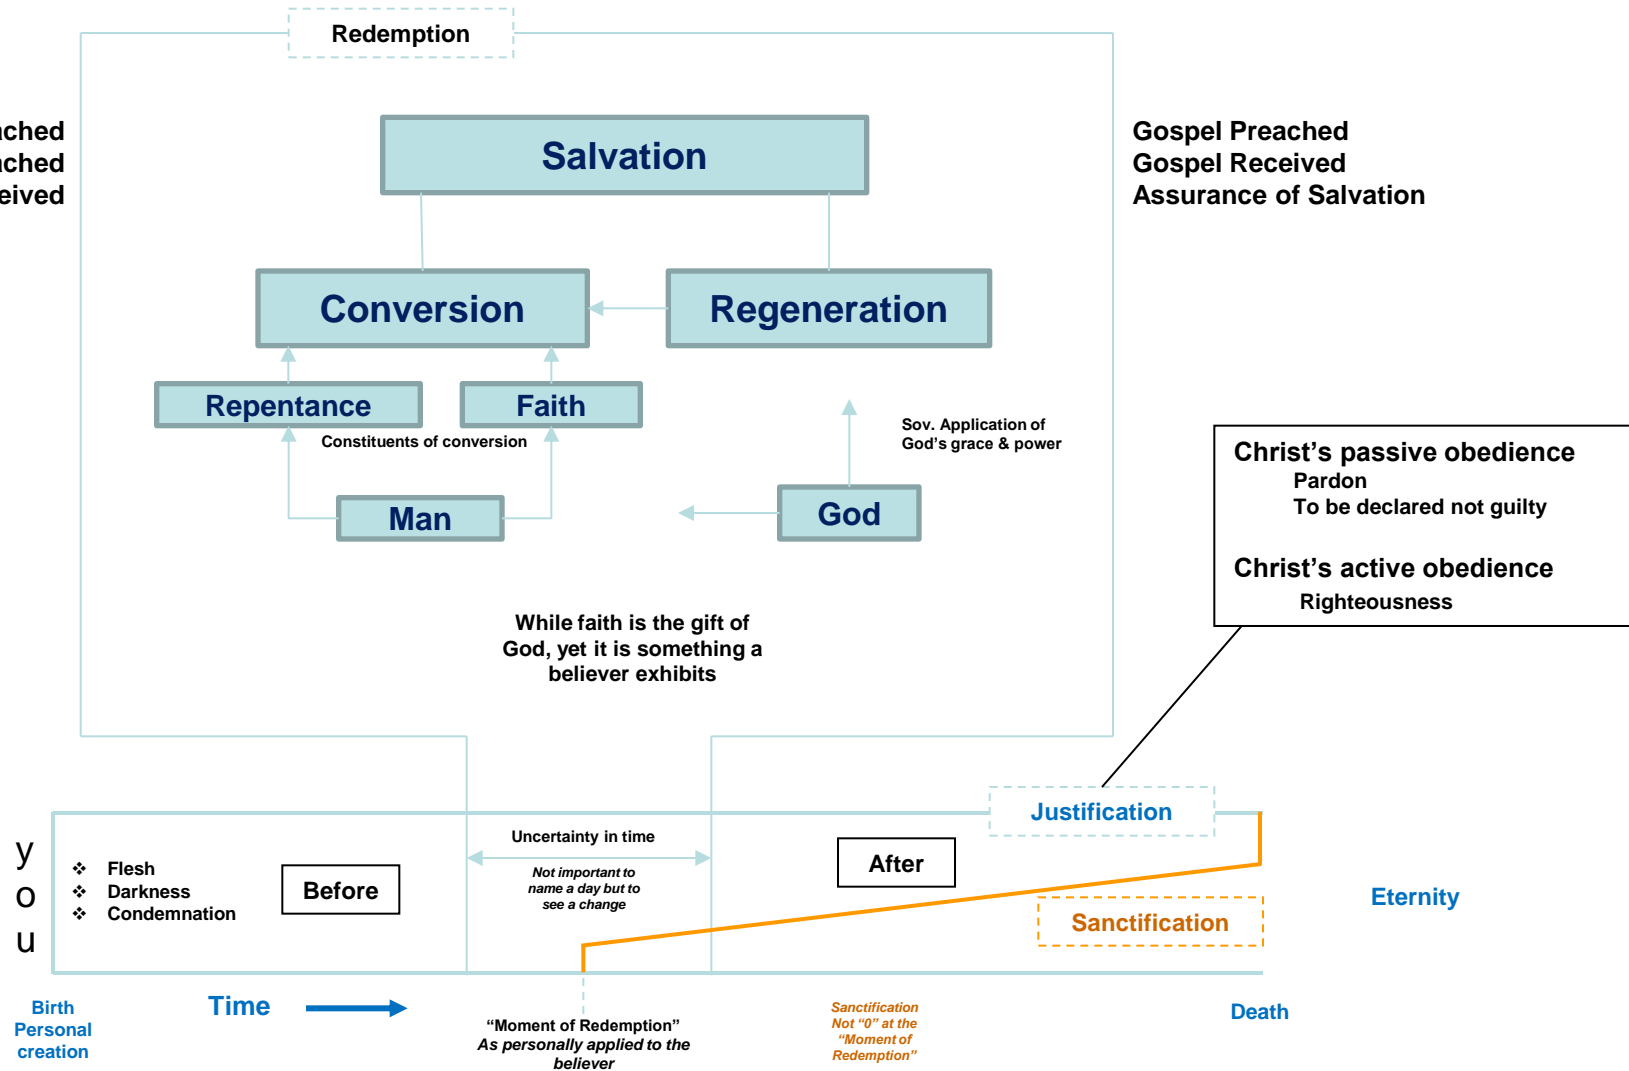 Redemption
ached
ached
eived
Gospel Preached
Gospel Received
Assurance of Salvation
Salvation
Conversion
Regeneration
Repentance
Faith
Constituents of conversion
Sov. Application of
God’s grace & power
Man
God
Christ’s passive obedience
Pardon
To be declared not guilty
Christ’s active obedience
Righteousness
While faith is the gift of
God, yet it is something a
believer exhibits
Justification
y
o
u
❖ Flesh
❖ Darkness
❖ Condemnation
Before
Uncertainty in time
Not important to
name a day but to
see a change
After
Sanctification
Eternity
Birth
Personal
creation
Time
“Moment of Redemption”
As personally applied to the
believer
Sanctification
Not “0” at the
“Moment of
Redemption”
Death